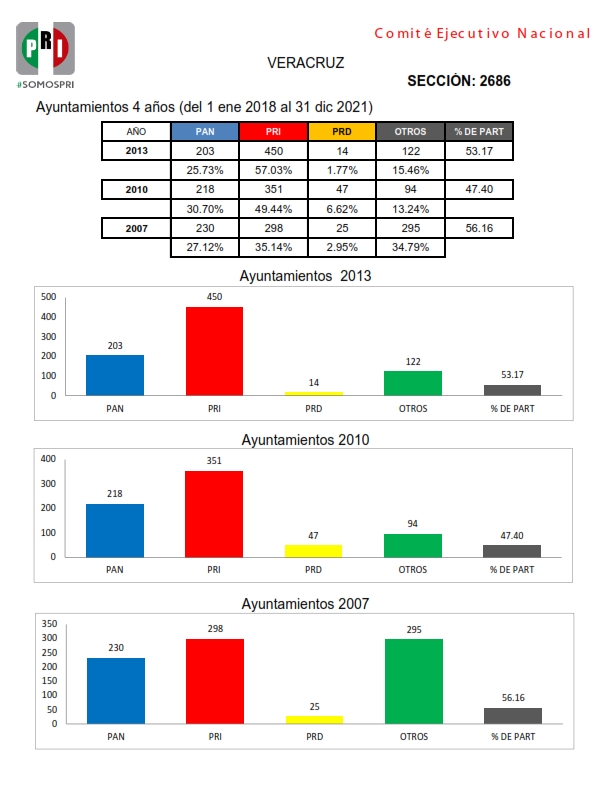 Comité Ejecutivo Nacional
PRI
#SOMOSPRI
VERACRUZ
SECCIÓN: 2686
Ayuntamientos 4 años (del 1 ene 2018 al 31 dic 2021)
AÑO PAN PRI PRD OTROS % DE PART
2013 203 450 14 122 53.17
25.73% 57.03% 1.77% 15.46%
2010 218 351 47 94 47.40
30.70% 49.44% 6.62% 13.24%
2007 230 298 25 295 56.16
27.12% 35.14% 2.95% 34.79%
Ayuntamientos 2013
500
400
300
200
100
0
203 450 14 122 53.17
PAN PRI PRD OTROS % DE PART
Ayuntamientos 2010
400
300
200
100
0
218 351 47 94 47.40
PAN PRI PRD OTROS % DE PART
Ayuntamientos 2007
350
300
250
200
150
100
50
0
230 298 25 295 56.16
PAN PRI PRD OTROS % DE PART